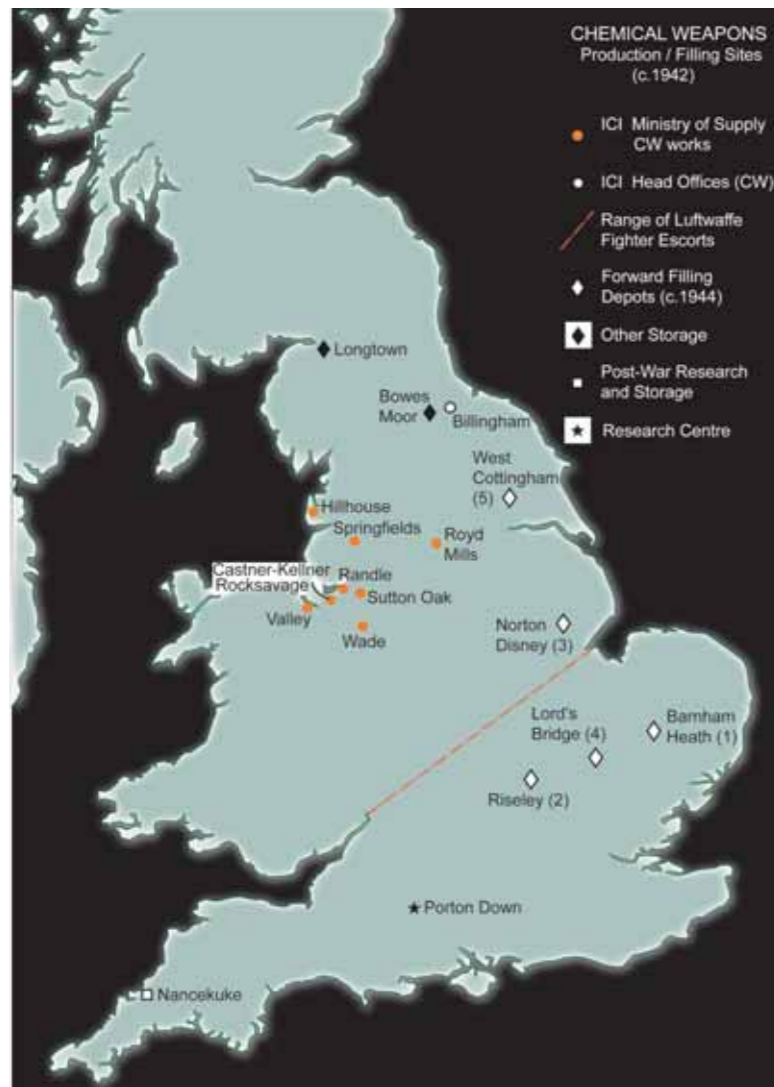 CHEMICAL WEAPONS
Production / Filling Sites
(c.1942)
ICI Ministry of Supply
CW works
ICI Head Offices (CW)
Range of Luftwaffe
Fighter Escorts
Forward Filling
Depots (c.1944)
Other Storage
Post-War Research
and Storage
Research Centre
Longtown
Bowes
Moor
Billingham
West
Cottingham
(5)
Hillhouse
Springfields
Royd
Mills
Castner-Kellner
Rocksavage
Randle
Sutton Oak
Valley
Wade
Norton
Disney (3)
Lord's
Bridge (4)
Barnham
Heath (1)
Riseley (2)
Porton Down
Nancekuke